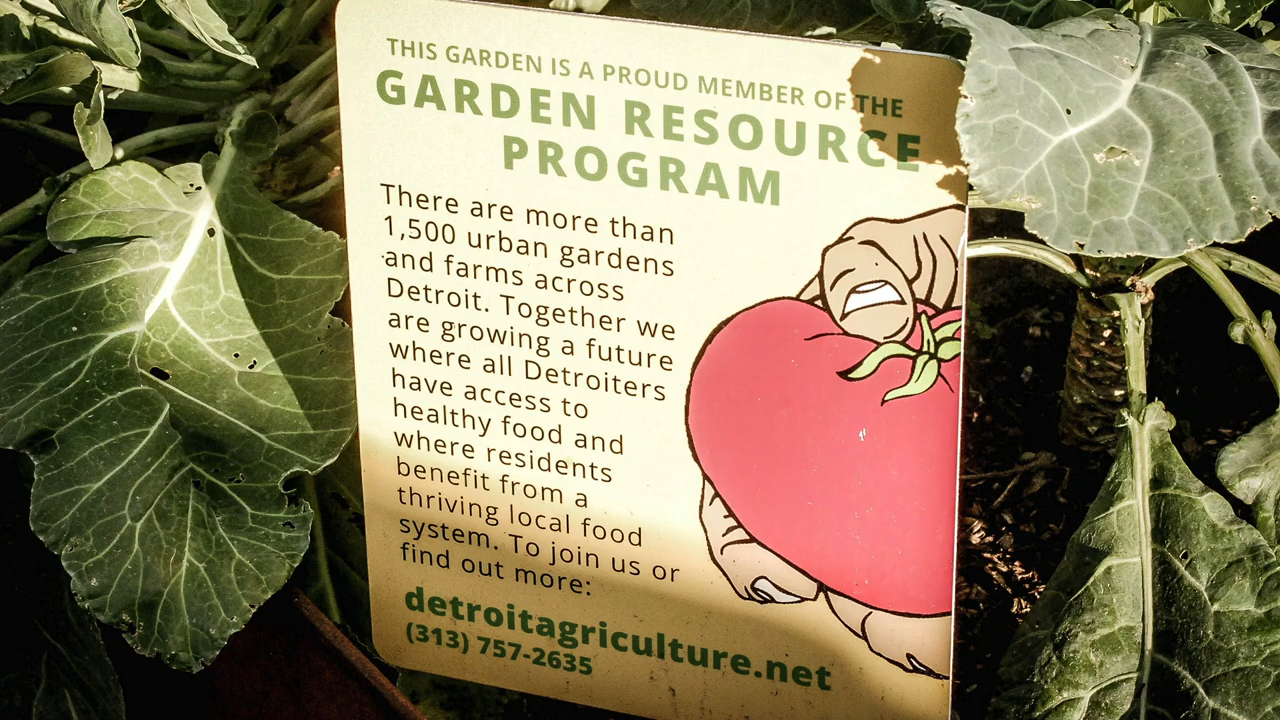 THIS GARDEN IS A PROUD MEMBER OF THE
GARDEN RESOURCE
PROGRAM
There are more than
1,500 urban gardens
and farms across
Detroit. Together we
are growing a future
where all Detroiters
have access to
healthy food and
where residents
benefit from a
thriving local food
system. To join us or
find out more:
detroitagriculture.net
(313) 757-2635